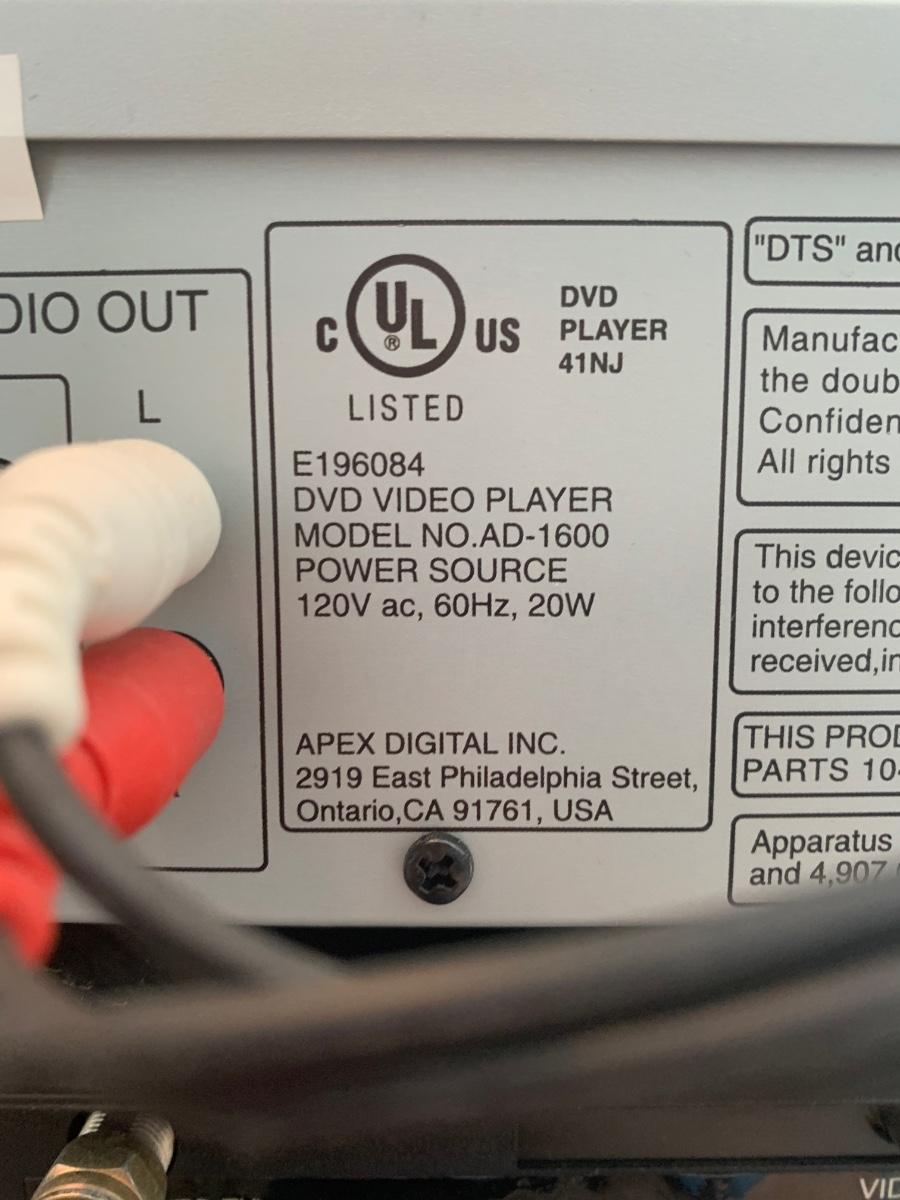 DIO OUT
L
C UL® US
LISTED
DVD
PLAYER
41NJ
E196084
DVD VIDEO PLAYER
MODEL NO.AD-1600
POWER SOURCE
120V ac, 60Hz, 20W
APEX DIGITAL INC.
2919 East Philadelphia Street,
Ontario,CA 91761, USA
"DTS" and
Manufac
the doub
Confiden
All rights
This devic
to the follo
interferenc
received,in
THIS PROD
PARTS 104
Apparatus
and 4,907
VID